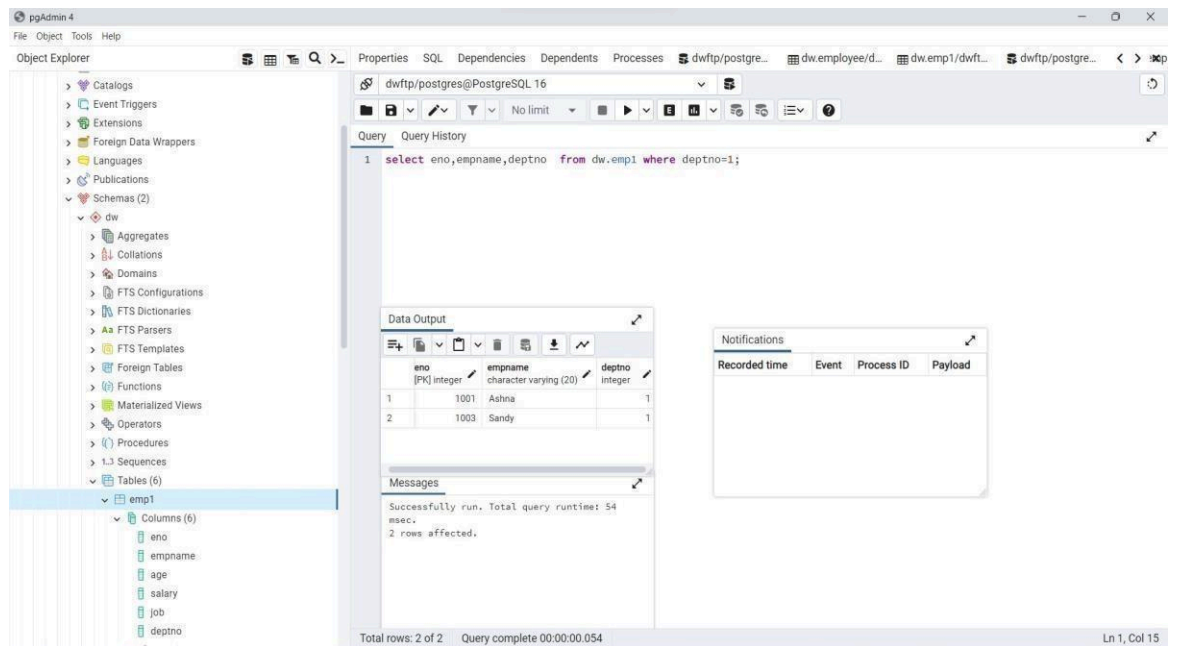 pgAdmin 4
File Object Tools Help
Object Explorer
Catalogs
Event Triggers
Extensions
Foreign Data Wrappers
Languages
Publications
Schemas (2)
dw
Aggregates
Collations
Domains
FTS Configurations
FTS Dictionaries
Aa FTS Parsers
FTS Templates
Foreign Tables
Functions
Materialized Views
Operators
Procedures
1..3 Sequences
Tables (6)
emp1
Columns (6)
eno
empname
age
salary
job
deptno
Properties SQL Dependencies Dependents Processes dwftp/postgre... dw.employee/d... dw.emp1/dwft... dwftp/postgre...
dwftp/postgres@PostgreSQL 16
No limit
Query Query History
1 select eno,empname,deptno from dw.emp1 where deptno=1;
Data Output
eno empname deptno
[PK] integer character varying (20) integer
1 1001 Ashna 1
2 1003 Sandy 1
Messages
Successfully run. Total query runtime: 54
msec.
2 rows affected.
Notifications
Recorded time Event Process ID Payload
Total rows: 2 of 2 Query complete 00:00:00.054 Ln 1, Col 15